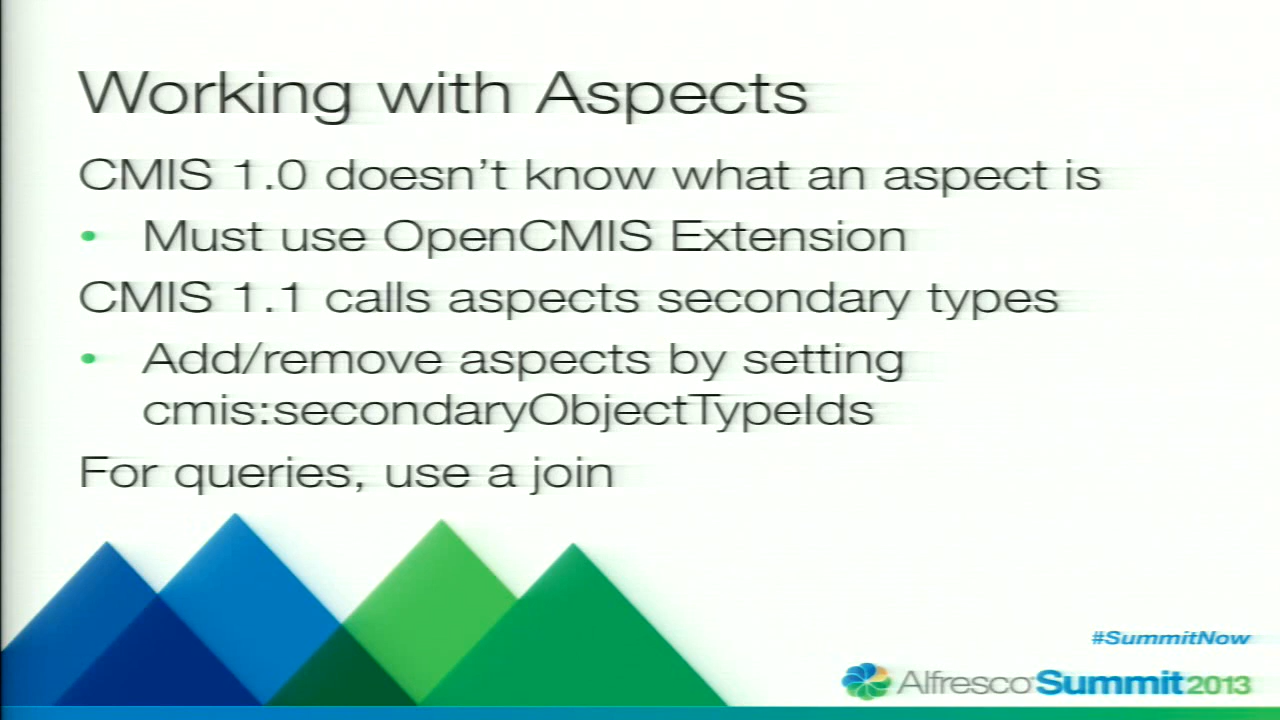 Working with Aspects
CMIS 1.0 doesn't know what an aspect is
• Must use OpenCMIS Extension
CMIS 1.1 calls aspects secondary types
• Add/remove aspects by setting
cmis:secondaryObjectTypeIds
For queries, use a join
#SummitNow
Alfresco Summit 2013